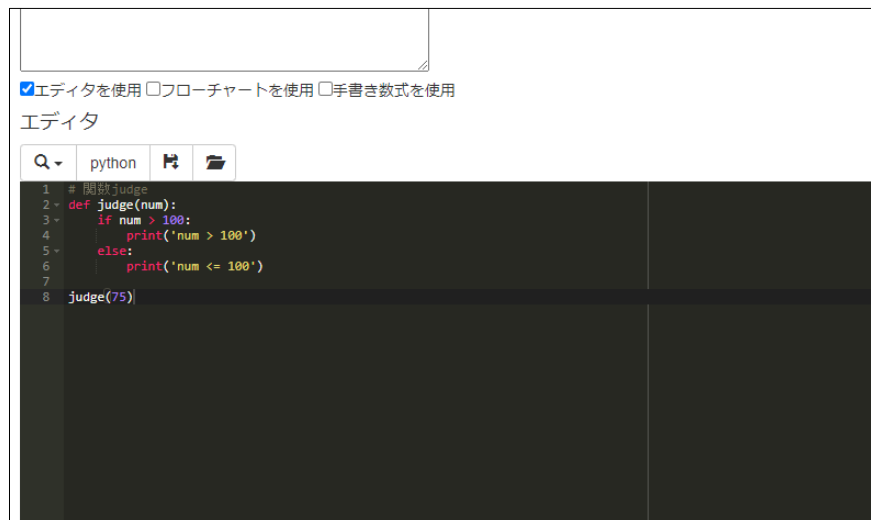 エディタを使用 フローチャートを使用 手書き数式を使用
エディタ
python
1 # 関数judge
2 def judge(num):
3     if num > 100:
4         print('num > 100')
5     else:
6         print('num <= 100')
7
8 judge(75)